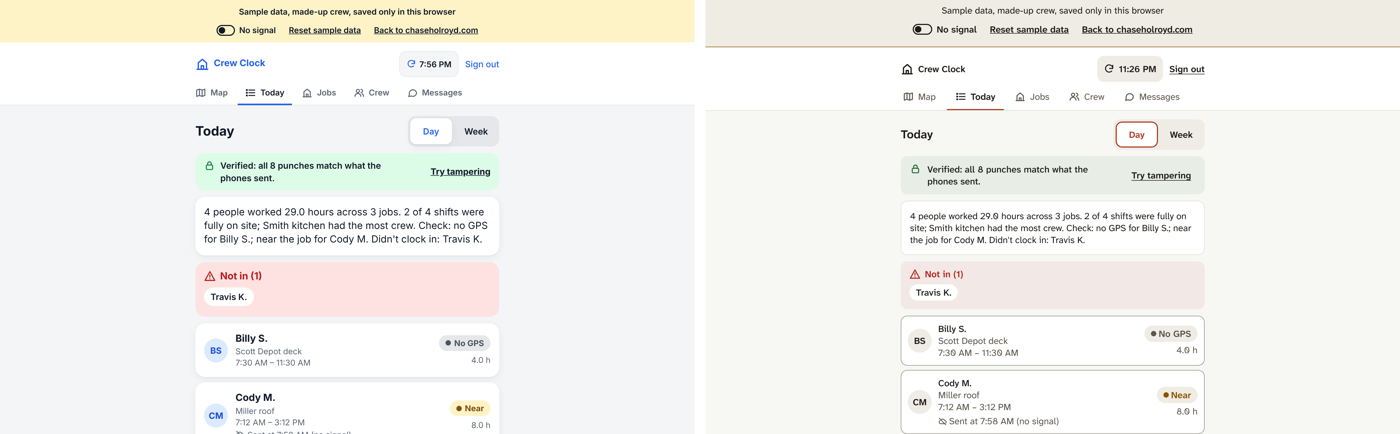 Sample data, made-up crew, saved only in this browser
No signal Reset sample data Back to chaseholroyd.com
Crew Clock 7:56 PM Sign out
Map Today Jobs Crew Messages
Today Day Week
Verified: all 8 punches match what the
phones sent.
Try tampering
4 people worked 29.0 hours across 3 jobs. 2 of 4 shifts were
fully on site; Smith kitchen had the most crew. Check: no GPS
for Billy S.; near the job for Cody M. Didn't clock in: Travis K.
Not in (1)
Travis K.
BS
Billy S.
Scott Depot deck
7:30 AM – 11:30 AM
No GPS
4.0 h
CM
Cody M.
Miller roof
7:12 AM – 3:12 PM
Near
8.0 h
Sent at 7:58 AM (no signal)
Sample data, made-up crew, saved only in this browser
No signal Reset sample data Back to chaseholroyd.com
Crew Clock 11:26 PM Sign out
Map Today Jobs Crew Messages
Today Day Week
Verified: all 8 punches match what the
phones sent.
Try tampering
4 people worked 29.0 hours across 3 jobs. 2 of 4 shifts were fully on
site; Smith kitchen had the most crew. Check: no GPS for Billy S.; near
the job for Cody M. Didn't clock in: Travis K.
Not in (1)
Travis K.
BS
Billy S.
Scott Depot deck
7:30 AM – 11:30 AM
No GPS
4.0 h
CM
Cody M.
Miller roof
7:12 AM – 3:12 PM
Near
8.0 h
Sent at 7:58 AM (no signal)